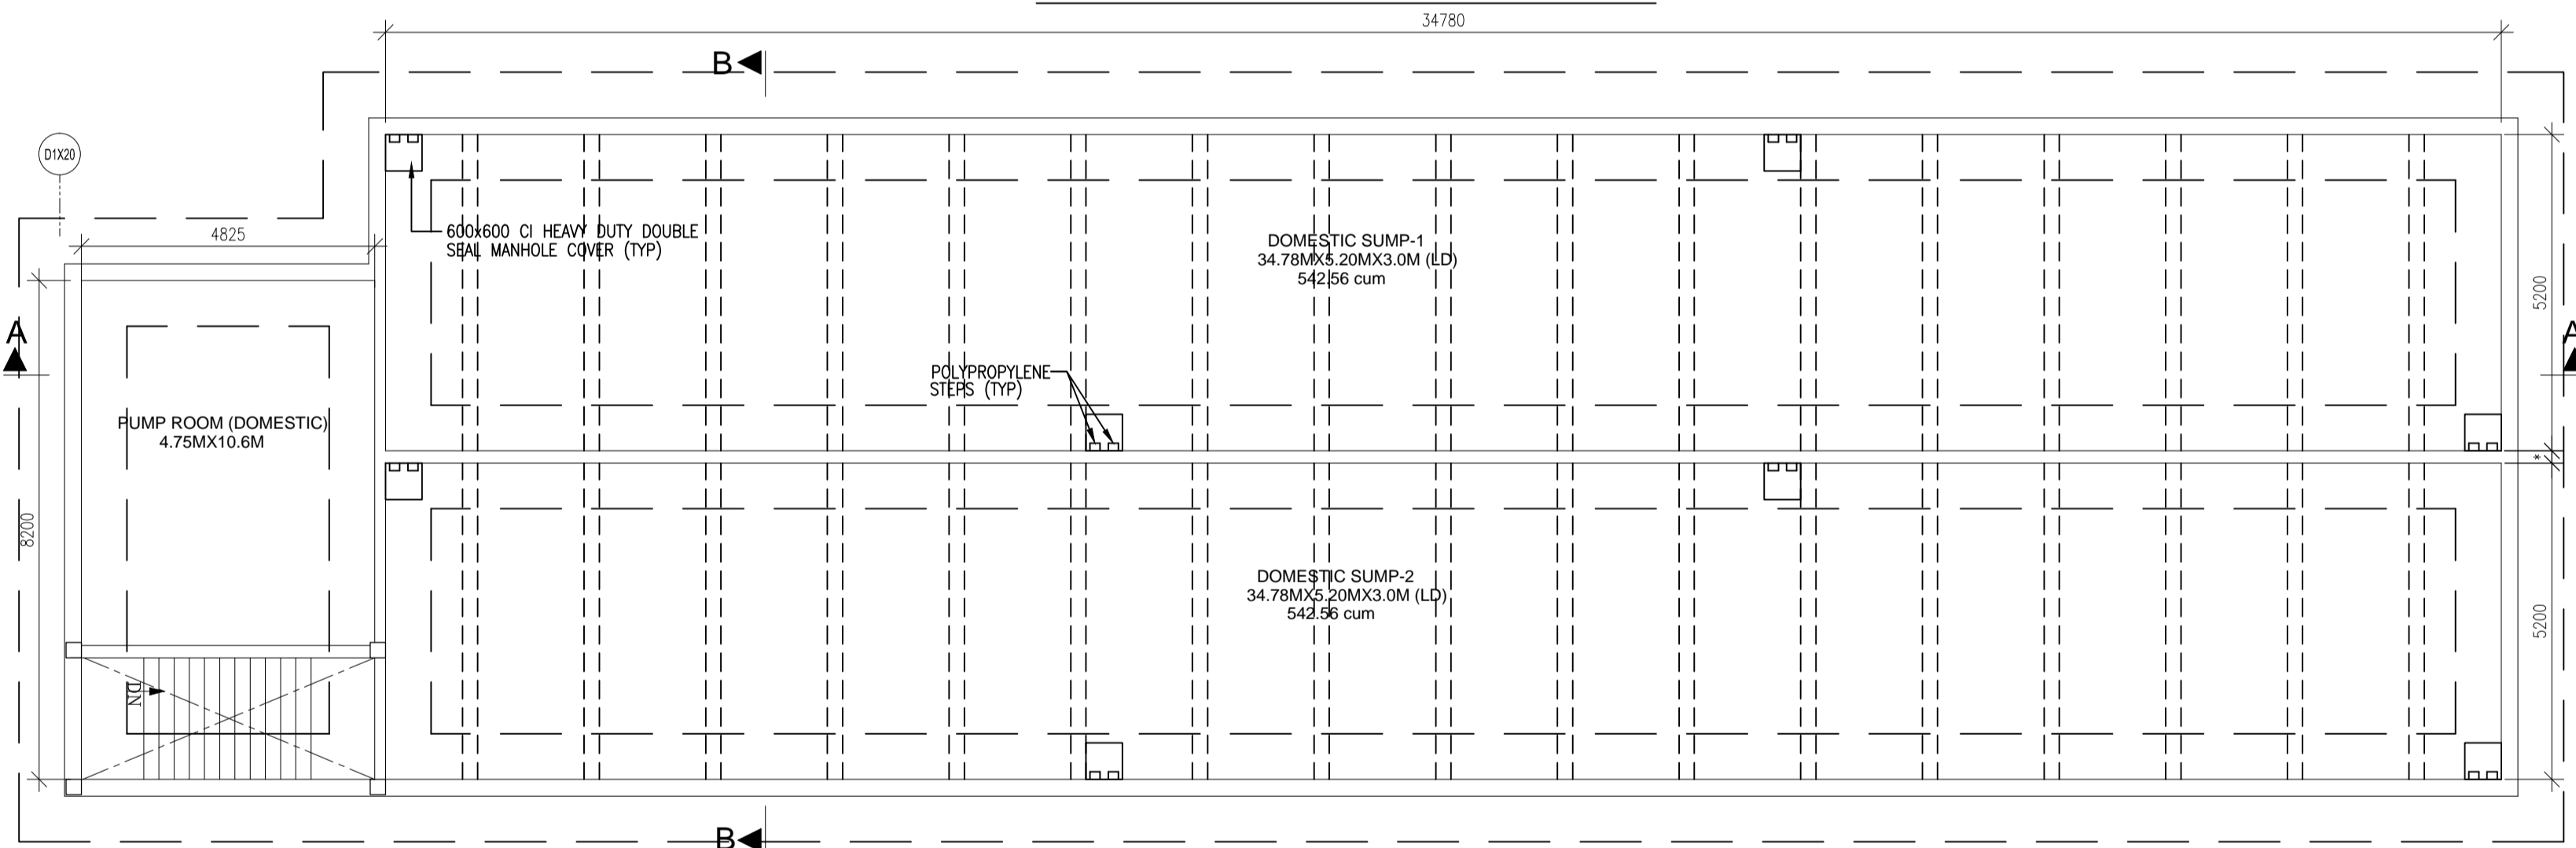 34780
B
D1X20
4825
600x600 CI HEAVY DUTY DOUBLE
SEAL MANHOLE COVER (TYP)
DOMESTIC SUMP-1
34.78MX5.20MX3.0M (LD)
542.56 cum
5200
A
A
POLYPROPYLENE
STEPS (TYP)
PUMP ROOM (DOMESTIC)
4.75MX10.6M
*
8200
DOMESTIC SUMP-2
34.78MX5.20MX3.0M (LD)
542.56 cum
5200
DN
B